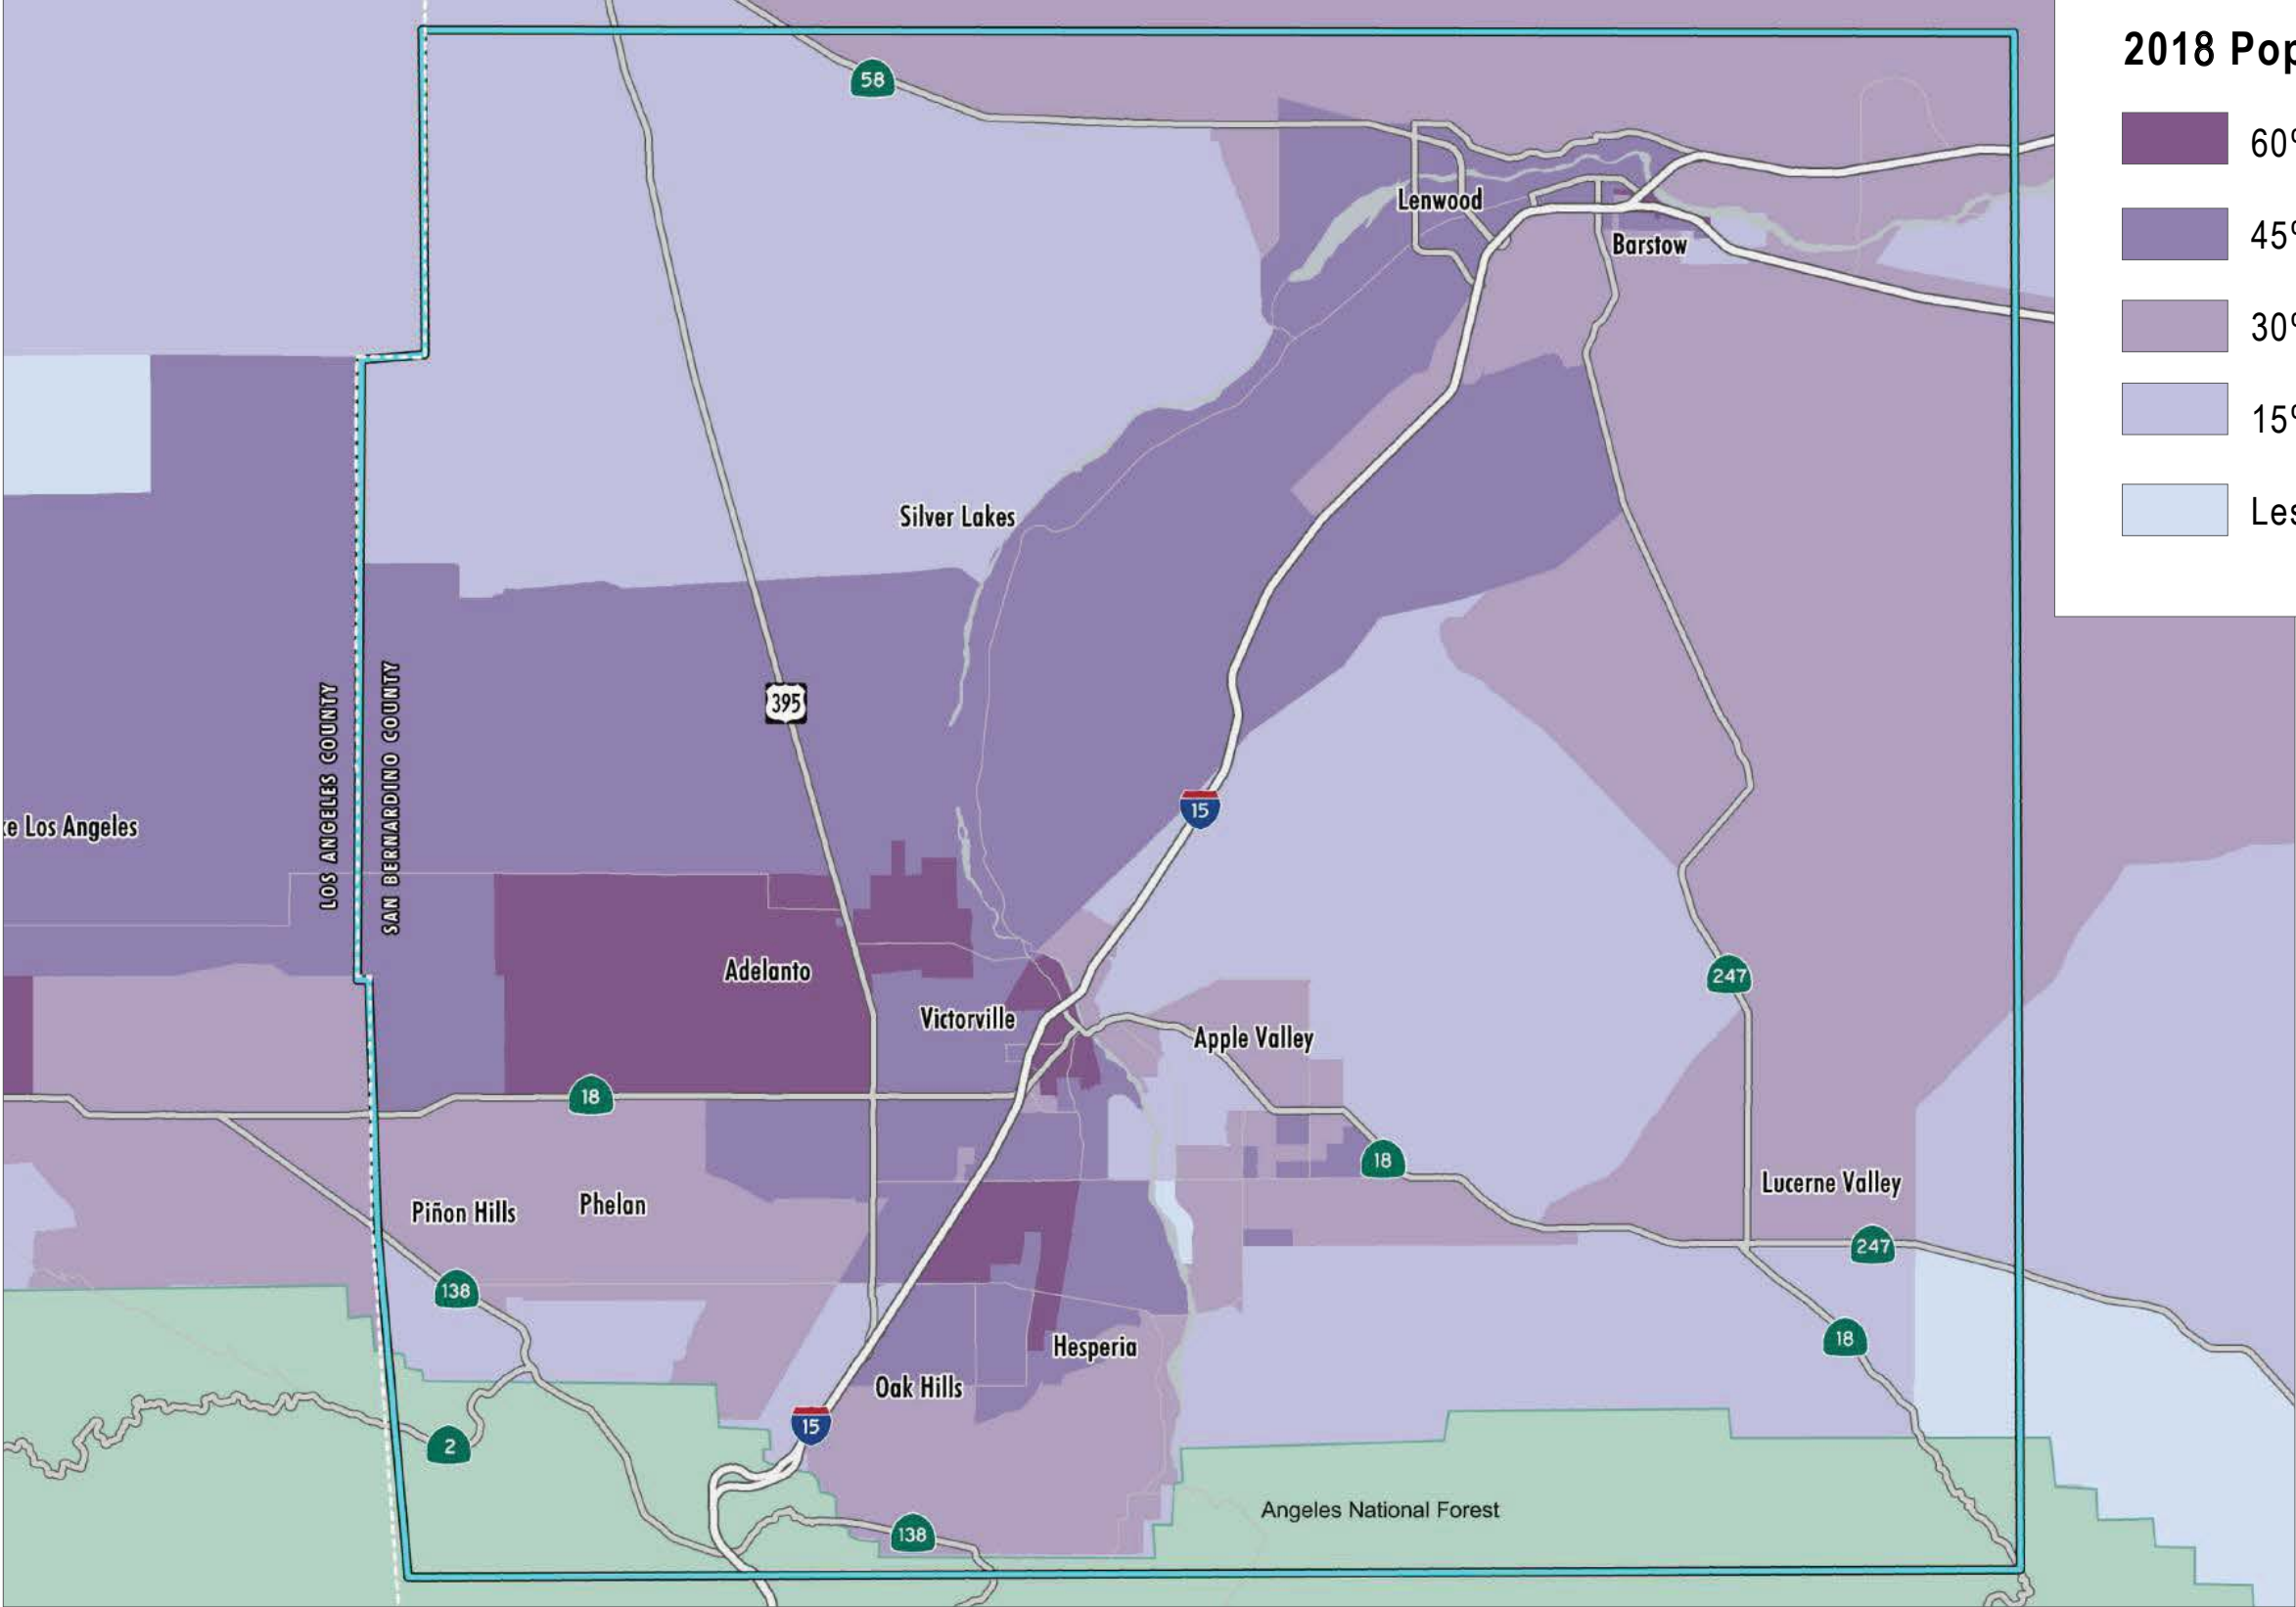 2018 Pop
58
60%
Lenwood
45%
Barstow
30%
15%
Silver Lakes
Les
LOS ANGELES COUNTY
SAN BERNARDINO COUNTY
395
15
ke Los Angeles
Adelanto
247
Victorville
Apple Valley
18
18
Lucerne Valley
Piñon Hills
Phelan
247
138
18
Hesperia
Oak Hills
15
2
Angeles National Forest
138